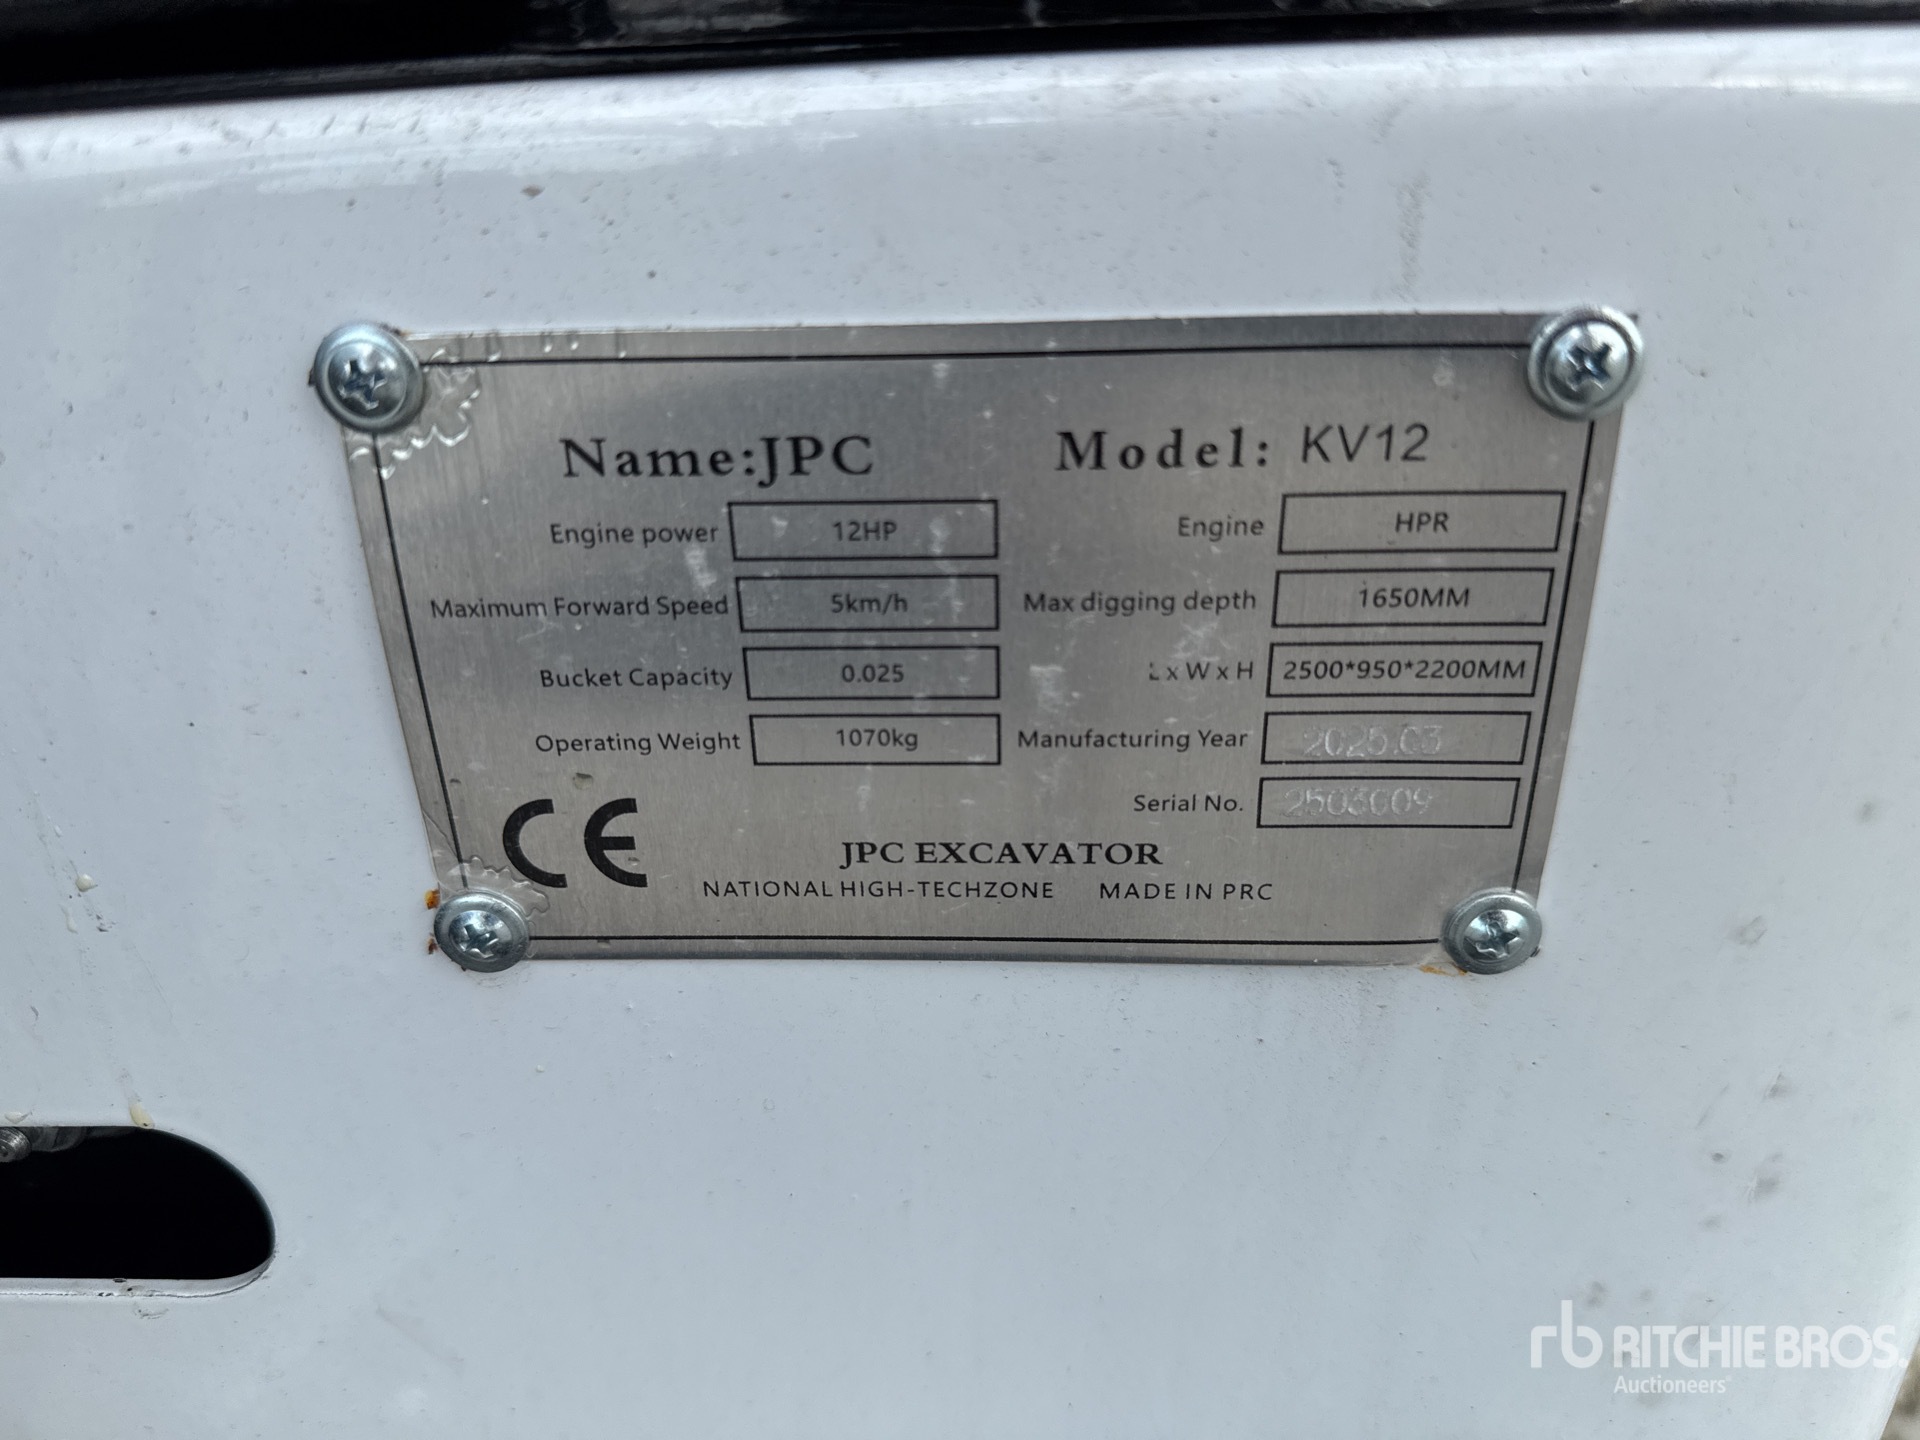 Name:JPC Model: KV12
Engine power 12HP Engine HPR
Maximum Forward Speed 5km/h Max digging depth 1650MM
Bucket Capacity 0.025 L x W x H 2500*950*2200MM
Operating Weight 1070kg Manufacturing Year 2025.03
Serial No. 2503009
CE
JPC EXCAVATOR
NATIONAL HIGH-TECHZONE MADE IN PRC
rb RITCHIE BROS.
Auctioneers